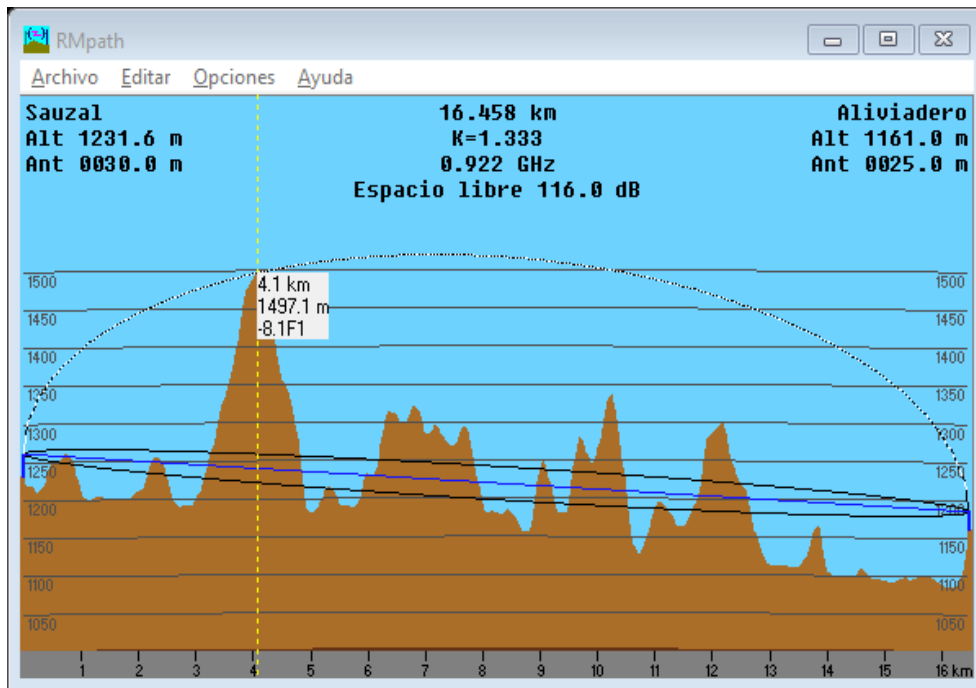 RMpath
Archivo Editar Opciones Ayuda
Sauzal 16.458 km Aliviadero
Alt 1231.6 m K=1.333 Alt 1161.0 m
Ant 0030.0 m 0.922 GHz Ant 0025.0 m
Espacio libre 116.0 dB
1500 1500
4.1 km
1497.1 m
-8.1F1
1450 1450
1400 1400
1350 1350
1300 1300
1250 1250
1200 1200
1150 1150
1100 1100
1050 1050
1 2 3 4 5 6 7 8 9 10 11 12 13 14 15 16 km